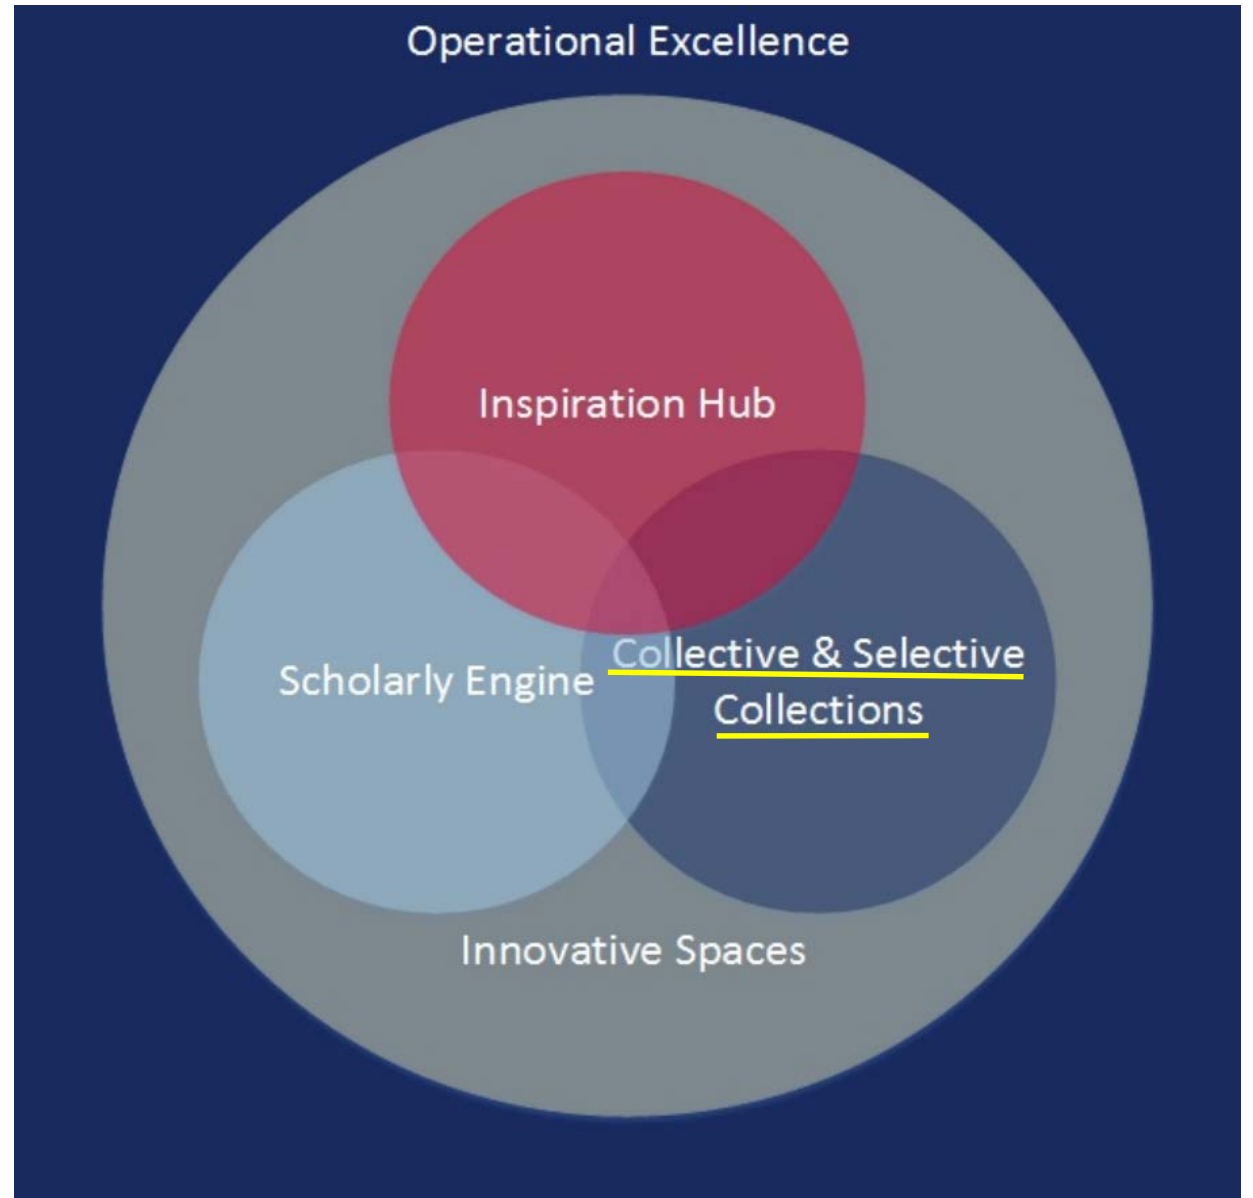 Operational Excellence
Inspiration Hub
Scholarly Engine
Collective & Selective
Collections
Innovative Spaces